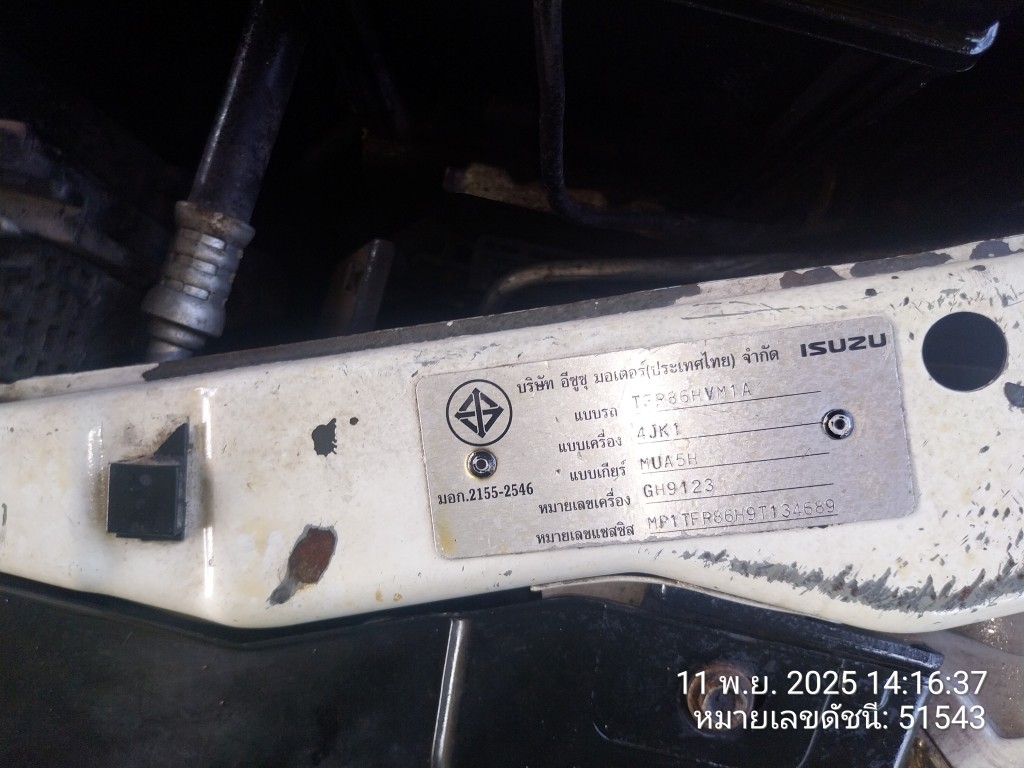 บริษัท อีซูซุ มอเตอร์(ประเทศไทย) จำกัด ISUZU
แบบรถ TFR86HVM1A
แบบเครื่อง 4JK1
แบบเกียร์ MUA5H
หมายเลขเครื่อง GH9123
หมายเลขแชสซิส MP1TFR86H9T134689
มอก.2155-2546
11 พ.ย. 2025 14:16:37
หมายเลขดัชนี: 51543